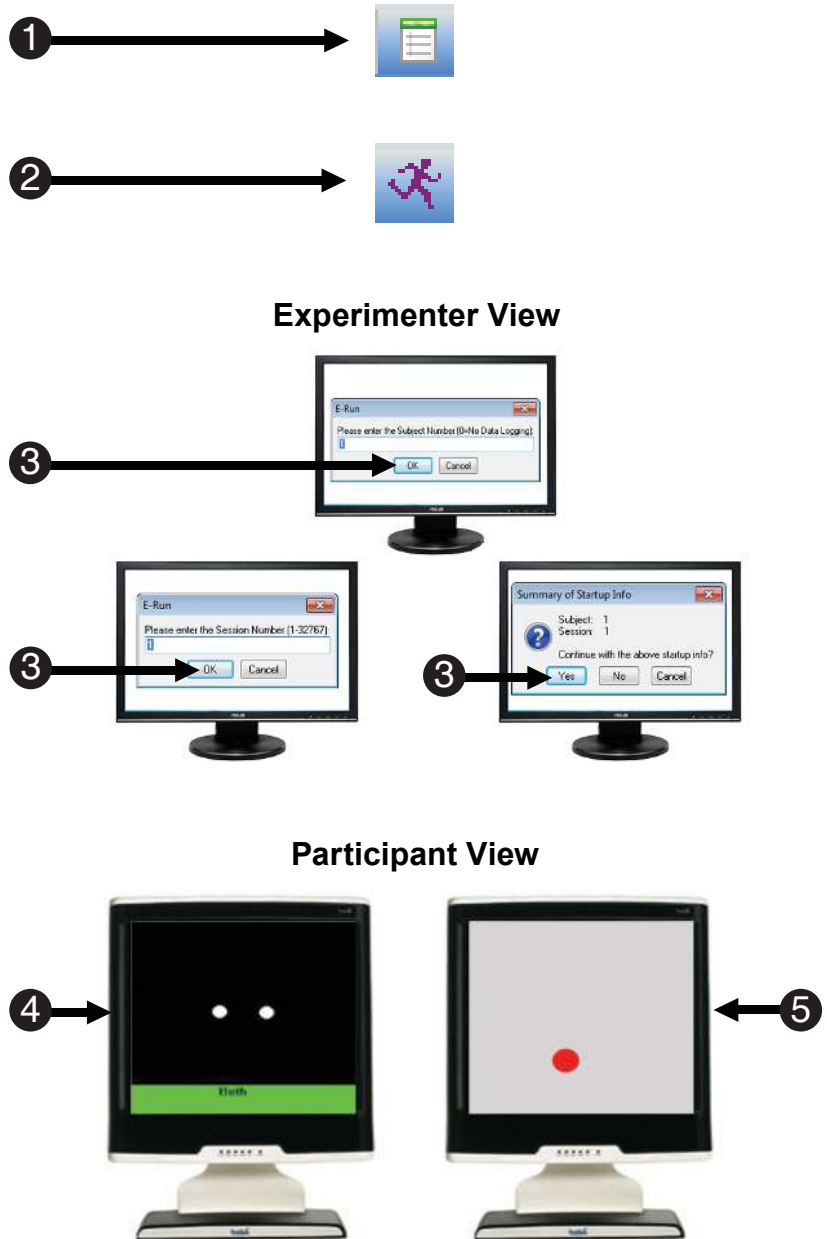 1
2
Experimenter View
E-Run
Please enter the Subject Number (0=No Data Logging):
1
3
OK Cancel
E-Run
Please enter the Session Number (1-32767):
1
3
OK Cancel
Summary of Startup Info
Subject: 1
Session: 1
Continue with the above startup info?
3
Yes No Cancel
Participant View
4
5
Both